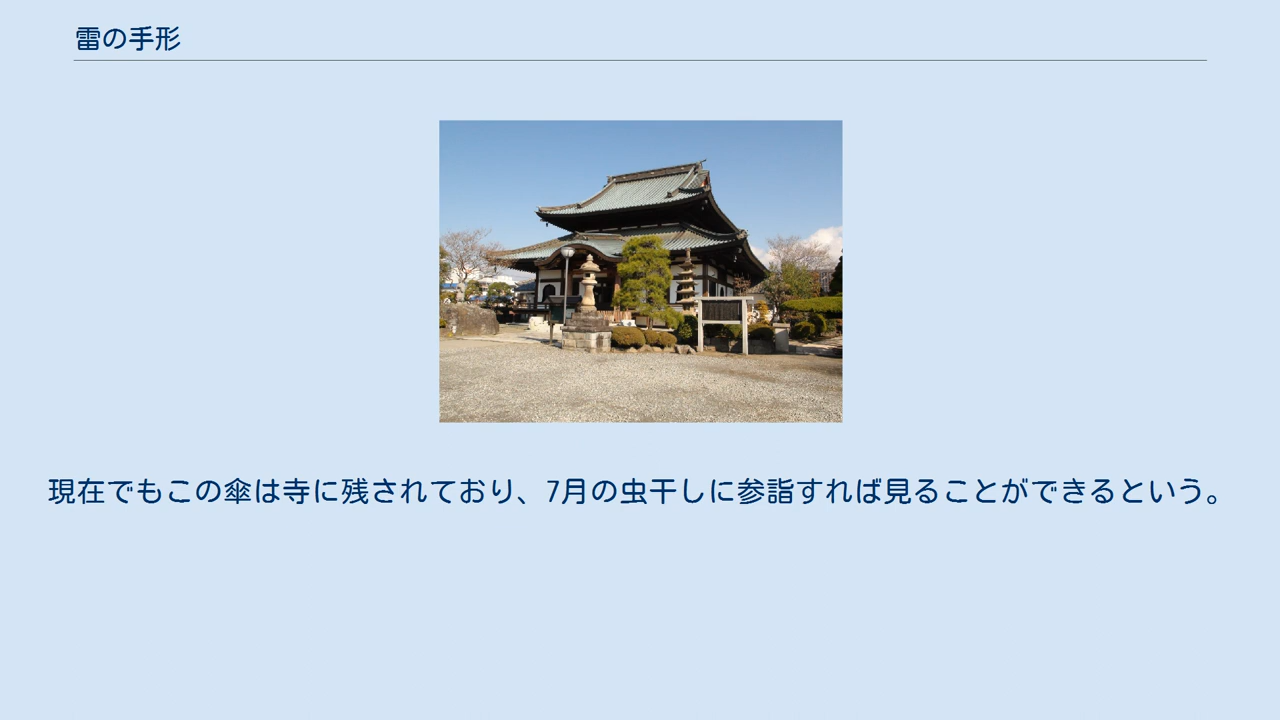 雷の手形
現在でもこの傘は寺に残されており、7月の虫干しに参詣すれば見ることができるという。